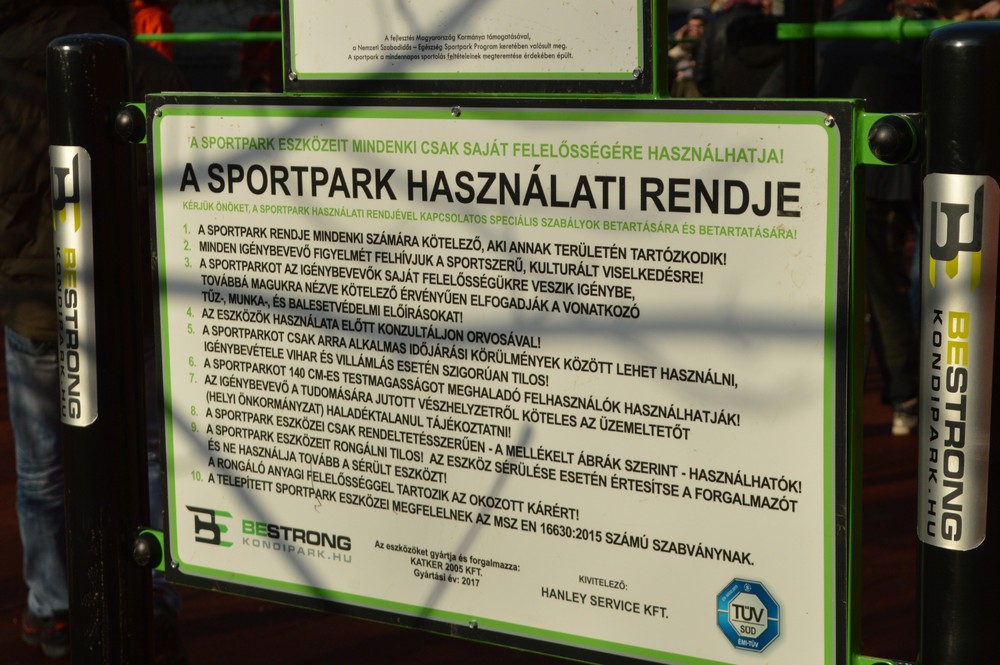 A fejlesztés Magyarország Kormánya támogatásával,
a Nemzeti Szabadidős – Egészség Sportpark Program keretében valósult meg.
A sportpark a mindennapos sportolás feltételeinek megteremtése érdekében épült.
A SPORTPARK ESZKÖZEIT MINDENKI CSAK SAJÁT FELELŐSSÉGÉRE HASZNÁLHATJA!
A SPORTPARK HASZNÁLATI RENDJE
KÉRJÜK ÖNÖKET, A SPORTPARK HASZNÁLATI RENDJÉVEL KAPCSOLATOS SPECIÁLIS SZABÁLYOK BETARTÁSÁRA ÉS BETARTATÁSÁRA!
1. A SPORTPARK RENDJE MINDENKI SZÁMÁRA KÖTELEZŐ, AKI ANNAK TERÜLETÉN TARTÓZKODIK!
2. MINDEN IGÉNYBEVEVŐ FIGYELMÉT FELHÍVJUK A SPORTSZERŰ, KULTURÁLT VISELKEDÉSRE!
3. A SPORTPARKOT AZ IGÉNYBEVEVŐK SAJÁT FELELŐSSÉGÜKRE VESZIK IGÉNYBE,
TOVÁBBÁ MAGUKRA NÉZVE KÖTELEZŐ ÉRVÉNYŰEN ELFOGADJÁK A VONATKOZÓ
TŰZ-, MUNKA-, ÉS BALESETVÉDELMI ELŐÍRÁSOKAT!
4. AZ ESZKÖZÖK HASZNÁLATA ELŐTT KONZULTÁLJON ORVOSÁVAL!
5. A SPORTPARKOT CSAK ARRA ALKALMAS IDŐJÁRÁSI KÖRÜLMÉNYEK KÖZÖTT LEHET HASZNÁLNI,
IGÉNYBEVÉTELE VIHAR ÉS VILLÁMLÁS ESETÉN SZIGORÚAN TILOS!
6. A SPORTPARKOT 140 CM-ES TESTMAGASSÁGOT MEGHALADÓ FELHASZNÁLÓK HASZNÁLHATJÁK!
7. AZ IGÉNYBEVEVŐ A TUDOMÁSÁRA JUTOTT VÉSZHELYZETRŐL KÖTELES AZ ÜZEMELTETŐT
(HELYI ÖNKORMÁNYZAT) HALADÉKTALANUL TÁJÉKOZTATNI!
8. A SPORTPARK ESZKÖZEI CSAK RENDELTETÉSSZERŰEN - A MELLÉKELT ÁBRÁK SZERINT - HASZNÁLHATÓK!
9. A SPORTPARK ESZKÖZEIT RONGÁLNI TILOS! AZ ESZKÖZ SÉRÜLÉSE ESETÉN ÉRTESÍTSE A FORGALMAZÓT
ÉS NE HASZNÁLJA TOVÁBB A SÉRÜLT ESZKÖZT!
A RONGÁLÓ ANYAGI FELELŐSSÉGGEL TARTOZIK AZ OKOZOTT KÁRÉRT!
10. A TELEPÍTETT SPORTPARK ESZKÖZEI MEGFELELNEK AZ MSZ EN 16630:2015 SZÁMÚ SZABVÁNYNAK.
BESTRONG
KONDIPARK.HU
Az eszközöket gyártja és forgalmazza:
KATKER 2005 KFT.
Gyártási év: 2017
KIVITELEZŐ:
HANLEY SERVICE KFT.
TÜV
SÜD
ÉMI-TÜV
BESTRONG
KONDIPARK.HU
BESTRONG
KONDIPARK.HU